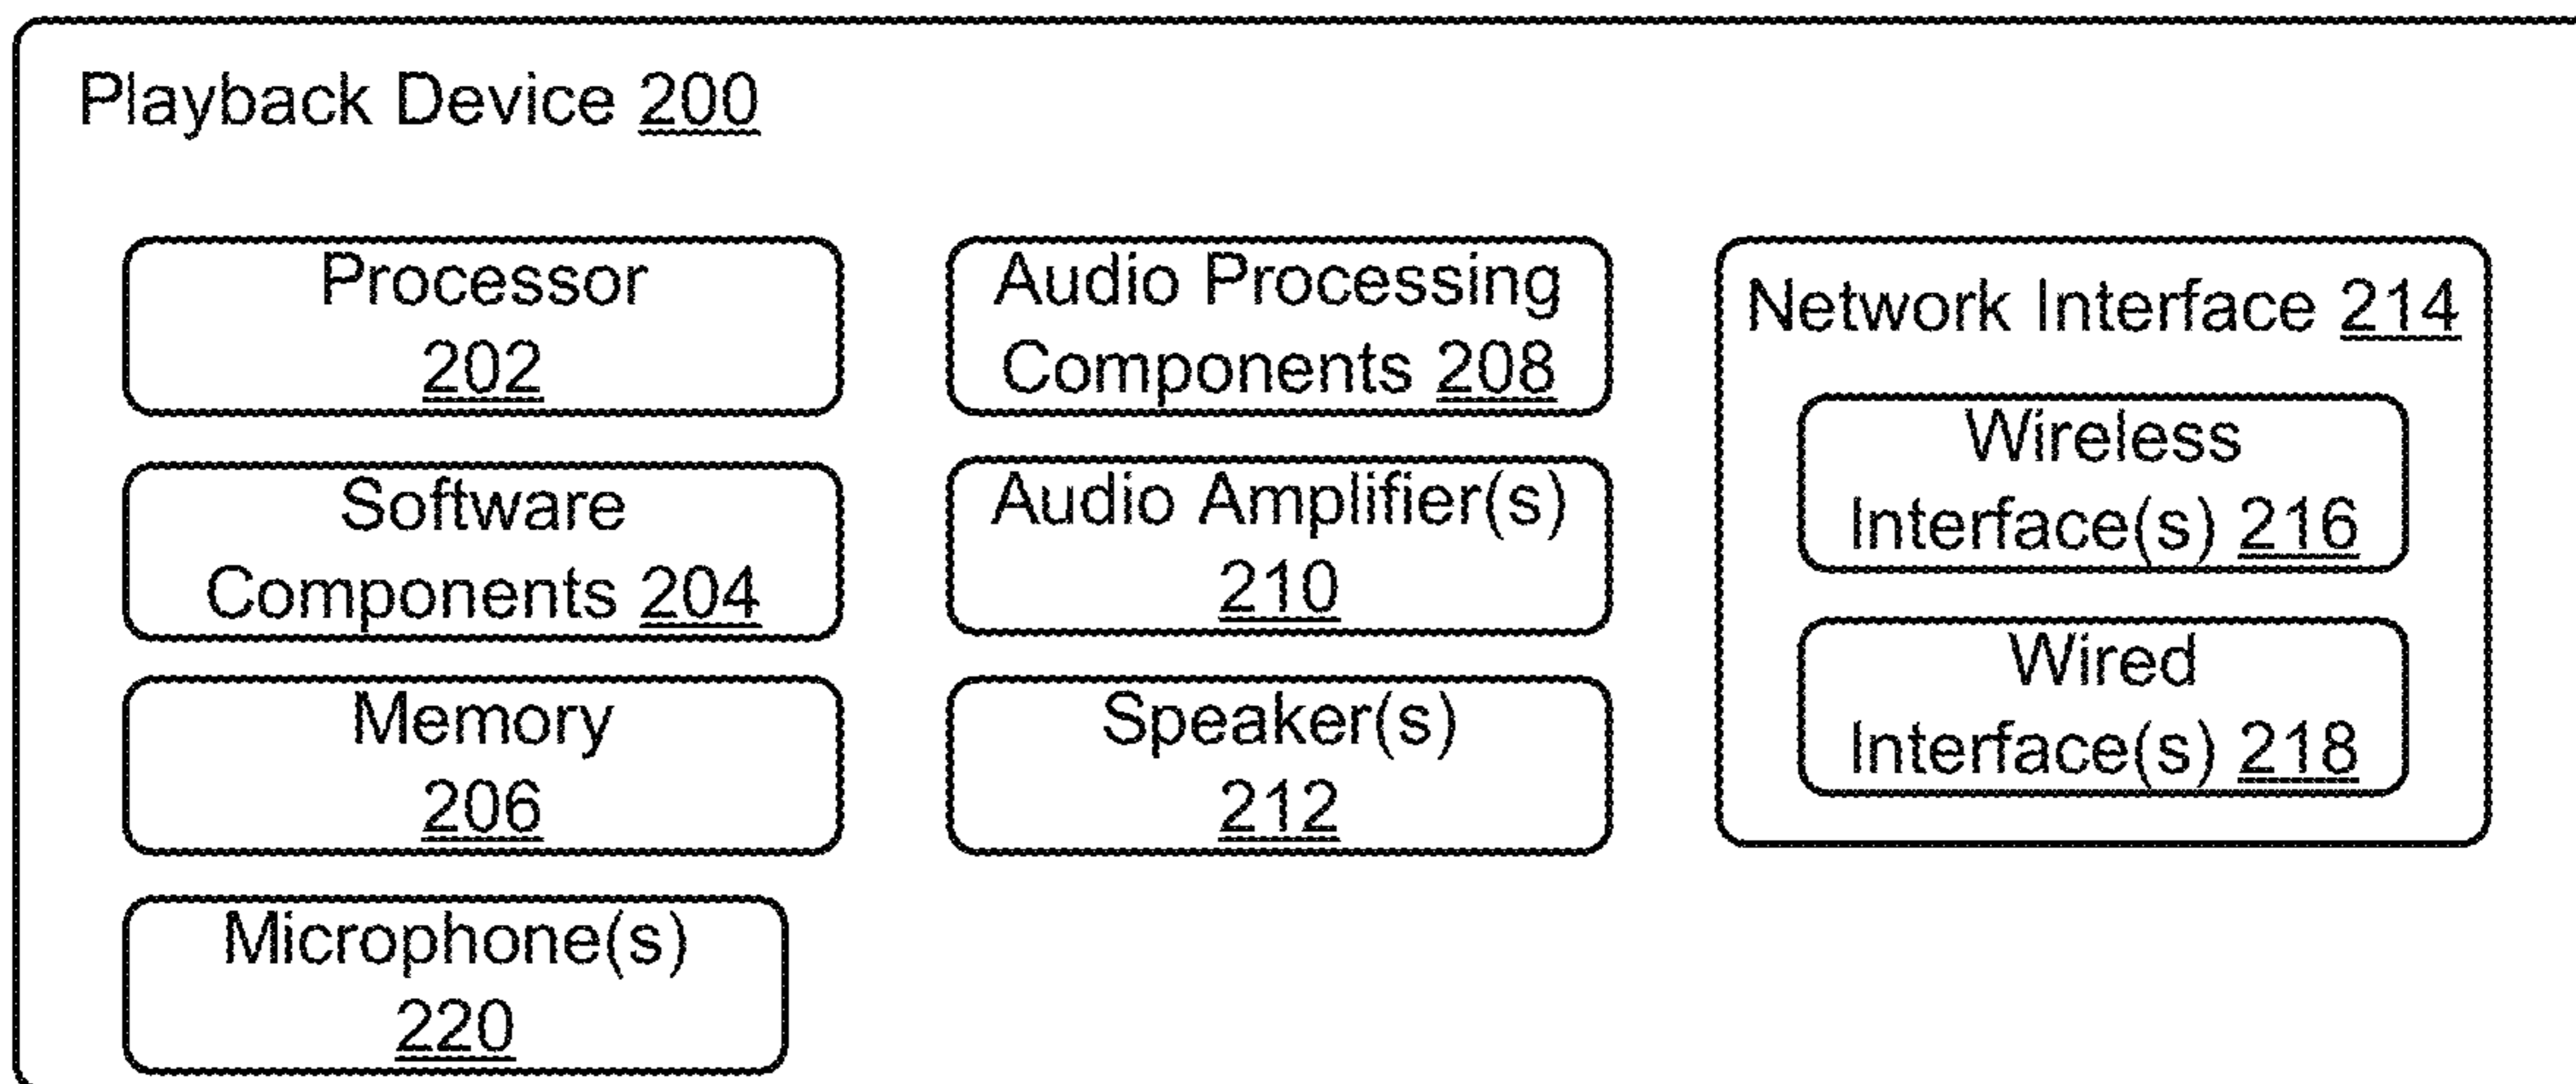 Playback Device 200
Processor
202
Software
Components 204
Memory
206
Microphone(s)
220
Audio Processing
Components 208
Audio Amplifier(s)
210
Speaker(s)
212
Network Interface 214
Wireless
Interface(s) 216
Wired
Interface(s) 218